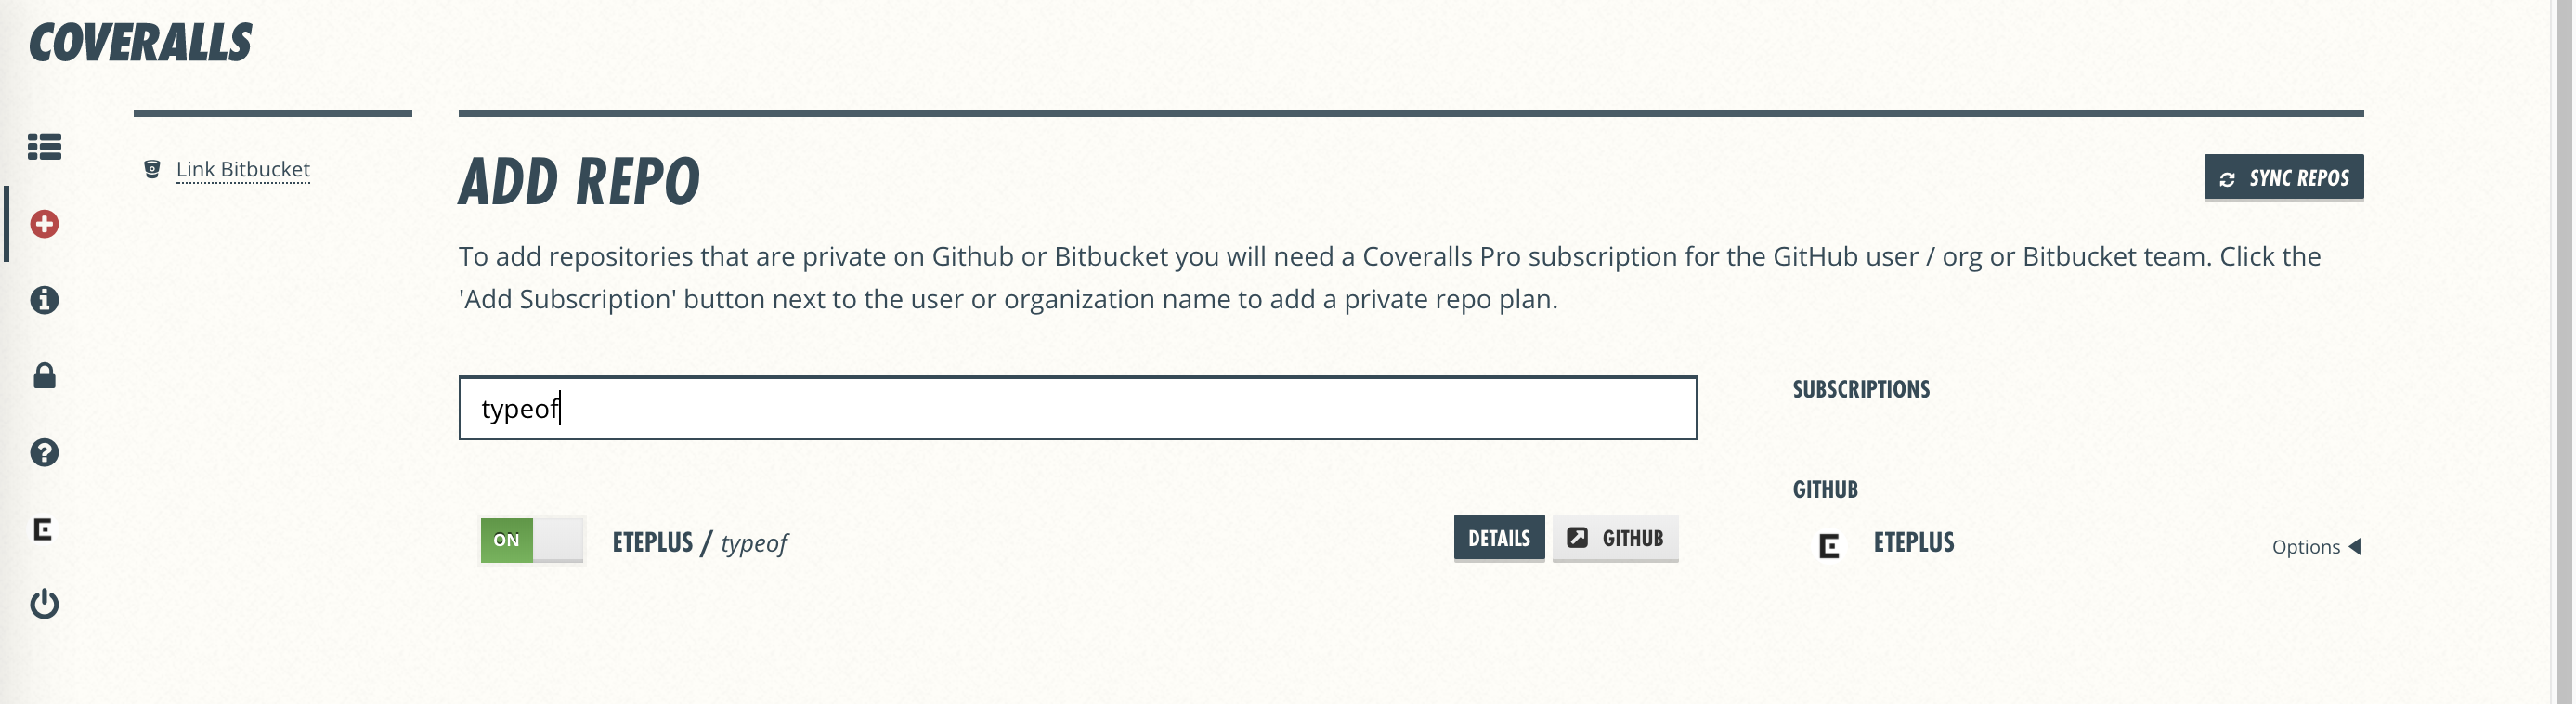 COVERALLS
Link Bitbucket
ADD REPO
SYNC REPOS
To add repositories that are private on Github or Bitbucket you will need a Coveralls Pro subscription for the GitHub user / org or Bitbucket team. Click the
'Add Subscription' button next to the user or organization name to add a private repo plan.
typeof
SUBSCRIPTIONS
GITHUB
ON
ETEPLUS / typeof
DETAILS
GITHUB
ETEPLUS
Options